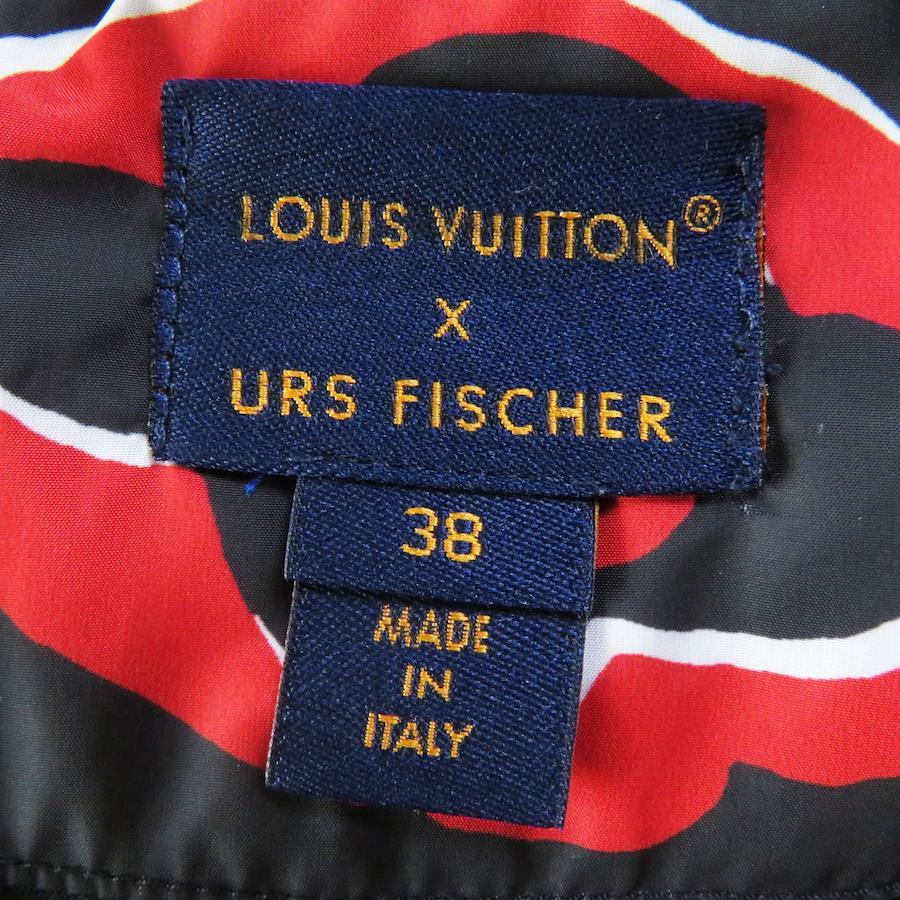 LOUIS VUITTON®
X
URS FISCHER
38
MADE
IN
ITALY